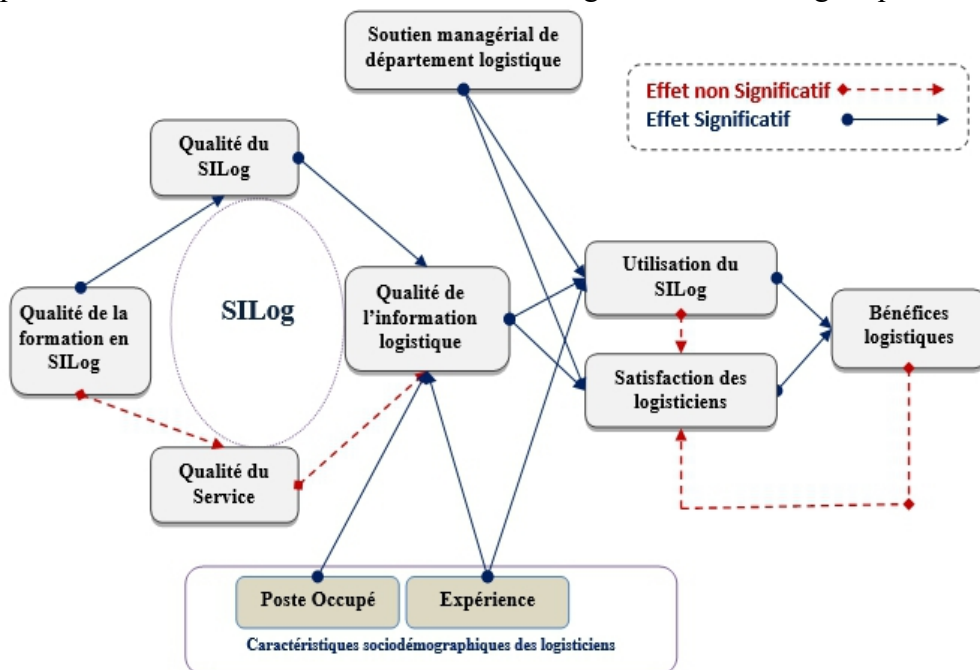 Soutien managérial de
département logistique
Effet non Significatif
Effet Significatif
Qualité du
SILog
Qualité de la
formation en
SILog
SILog
Qualité de
l'information
logistique
Utilisation du
SILog
Bénéfices
logistiques
Satisfaction des
logisticiens
Qualité du
Service
Poste Occupé
Expérience
Caractéristiques sociodémographiques des logisticiens